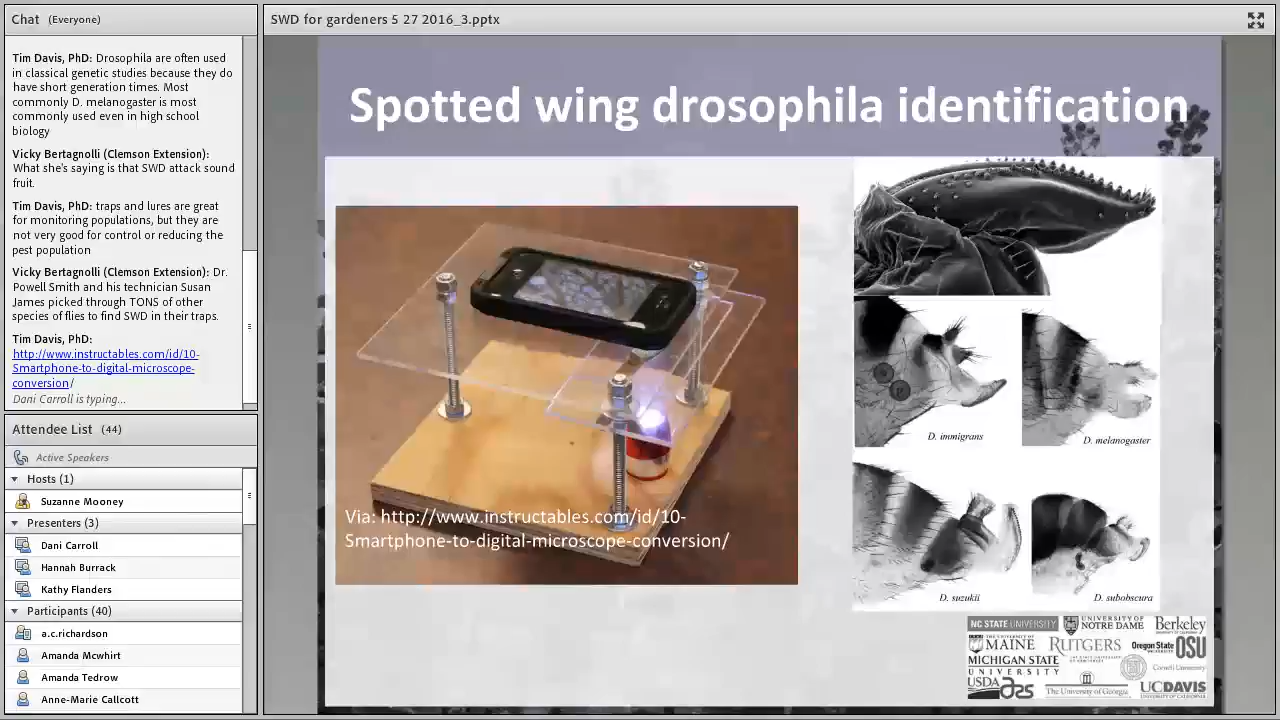 Chat (Everyone)
Tim Davis, PhD: Drosophila are often used
in classical genetic studies because they do
have short generation times. Most
commonly D. melanogaster is most
commonly used even in high school
biology
Vicky Bertagnolli (Clemson Extension):
What she's saying is that SWD attack sound
fruit.
Tim Davis, PhD: traps and lures are great
for monitoring populations, but they are
not very good for control or reducing the
pest population
Vicky Bertagnolli (Clemson Extension): Dr.
Powell Smith and his technician Susan
James picked through TONS of other
species of flies to find SWD in their traps.
Tim Davis, PhD:
http://www.instructables.com/id/10-
Smartphone-to-digital-microscope-
conversion/
Dani Carroll is typing...
Attendee List (44)
Active Speakers
Hosts (1)
Suzanne Mooney
Presenters (3)
Dani Carroll
Hannah Burrack
Kathy Flanders
Participants (40)
a.c.richardson
Amanda Mcwhirt
Amanda Tedrow
Anne-Marie Callcott
SWD for gardeners 5 27 2016_3.pptx
Spotted wing drosophila identification
Via: http://www.instructables.com/id/10-
Smartphone-to-digital-microscope-conversion/
D. immigrans
D. melanogaster
D. suzukii
D. subobscura
NC STATE UNIVERSITY
UNIVERSITY OF
NOTRE DAME
Berkeley
MAINE
RUTGERS
Oregon State
OSU
MICHIGAN STATE
UNIVERSITY
Cornell University
USDA
ars
The University of Georgia
UCDAVIS